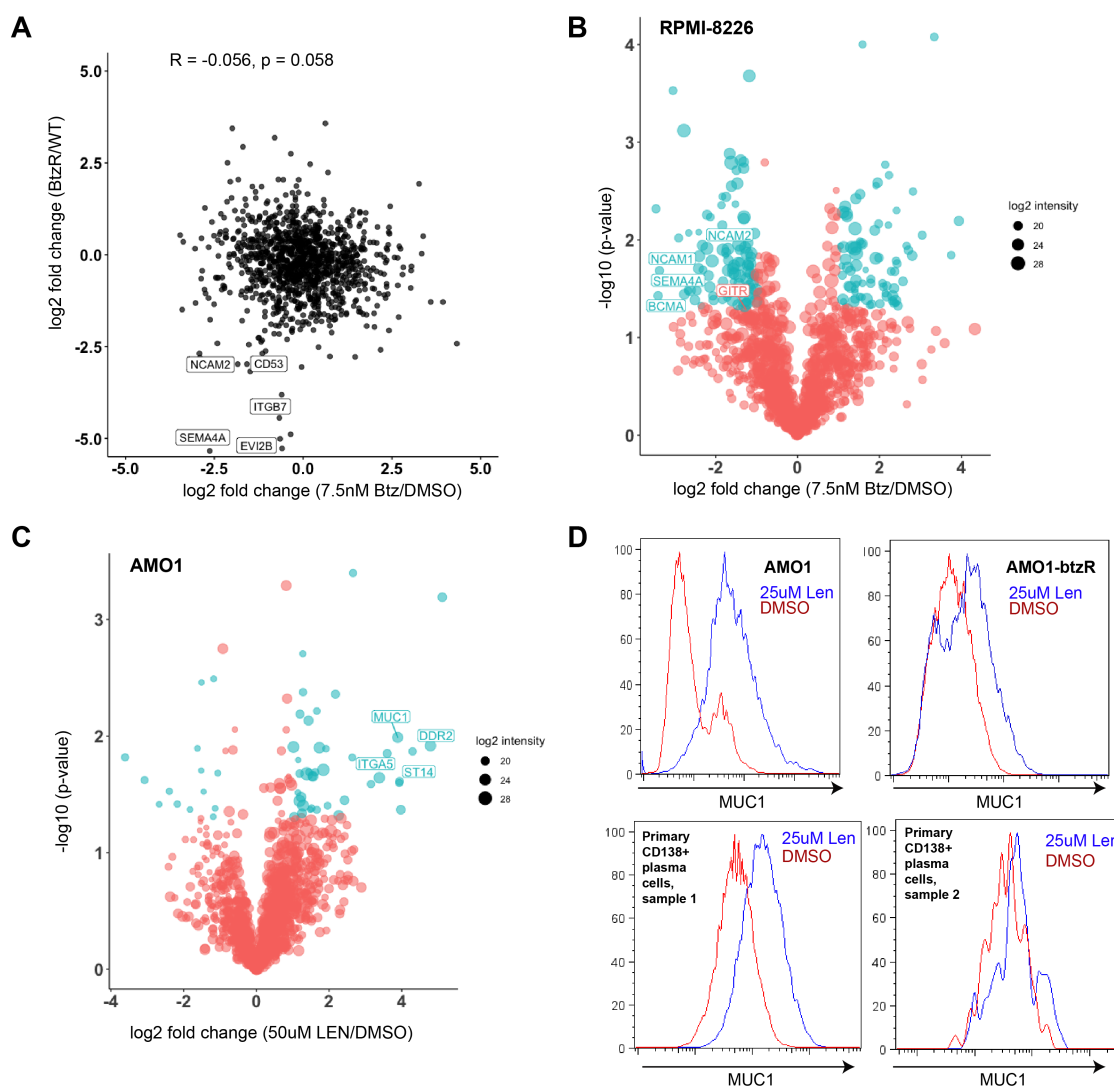 A
R = -0.056, p = 0.058
5.0
2.5
0.0
-2.5
-5.0
log2 fold change (BtzR/WT)
NCAM2
CD53
ITGB7
SEMA4A
EVI2B
-5.0 -2.5 0.0 2.5 5.0
log2 fold change (7.5nM Btz/DMSO)
B
RPMI-8226
4
3
2
1
0
-log10 (p-value)
NCAM2
NCAM1
SEMA4A
GITR
BCMA
-2 0 2 4
log2 fold change (7.5nM Btz/DMSO)
log2 intensity
20
24
28
C
AMO1
3
2
1
0
-log10 (p-value)
MUC1
DDR2
ITGA5
ST14
-4 -2 0 2 4
log2 fold change (50uM LEN/DMSO)
log2 intensity
20
24
28
D
100
80
60
40
20
0
AMO1
25uM Len
DMSO
MUC1
100
80
60
40
20
0
AMO1-btzR
25uM Len
DMSO
MUC1
100
80
60
40
20
0
Primary
CD138+
plasma
cells,
sample 1
25uM Len
DMSO
MUC1
100
80
60
40
20
0
Primary
CD138+
plasma
cells,
sample 2
25uM Len
DMSO
MUC1